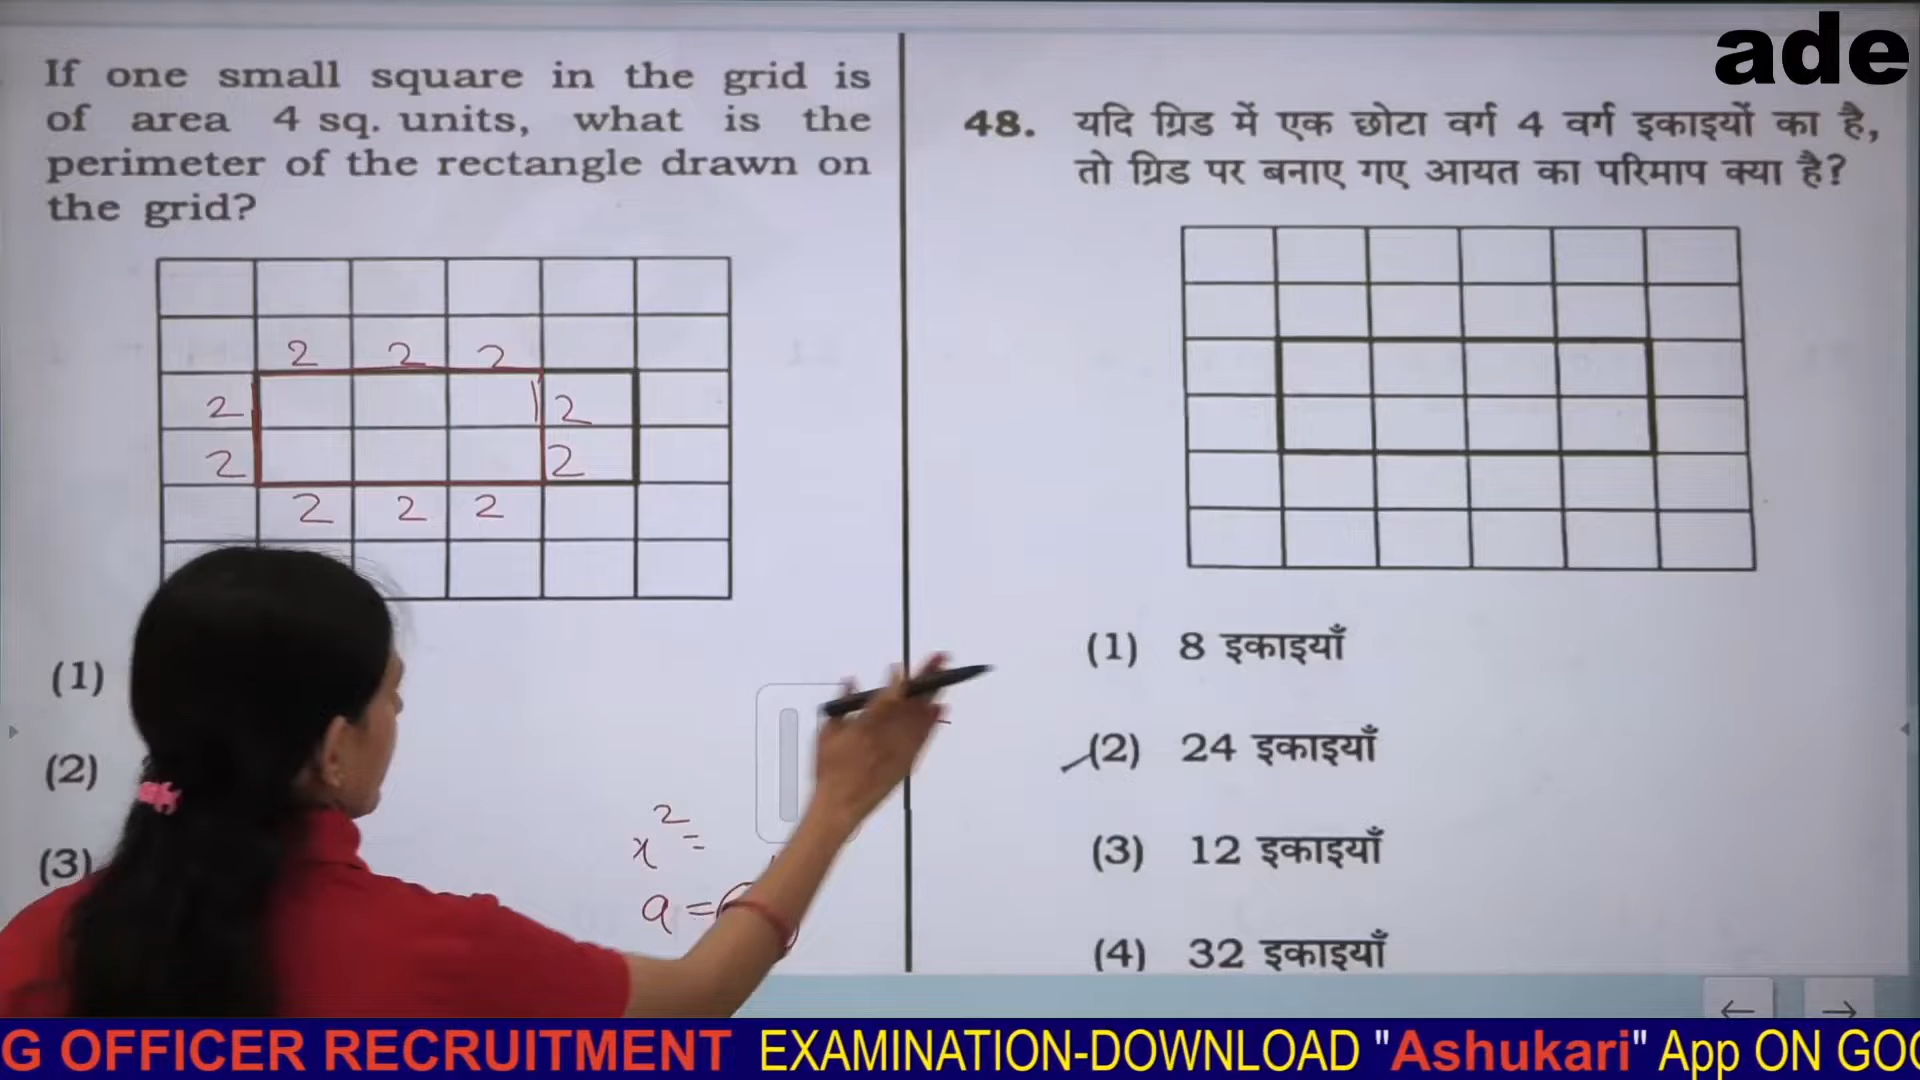 ade
If one small square in the grid is
of area 4 sq. units, what is the
perimeter of the rectangle drawn on
the grid?
2 2 2
2 2
2 2
2 2 2
(1)
(2)
(3)
x² =
a =
48. यदि ग्रिड में एक छोटा वर्ग 4 वर्ग इकाइयों का है,
तो ग्रिड पर बनाए गए आयत का परिमाप क्या है?
(1) 8 इकाइयाँ
(2) 24 इकाइयाँ
(3) 12 इकाइयाँ
(4) 32 इकाइयाँ
G OFFICER RECRUITMENT EXAMINATION-DOWNLOAD "Ashukari" App ON GOO